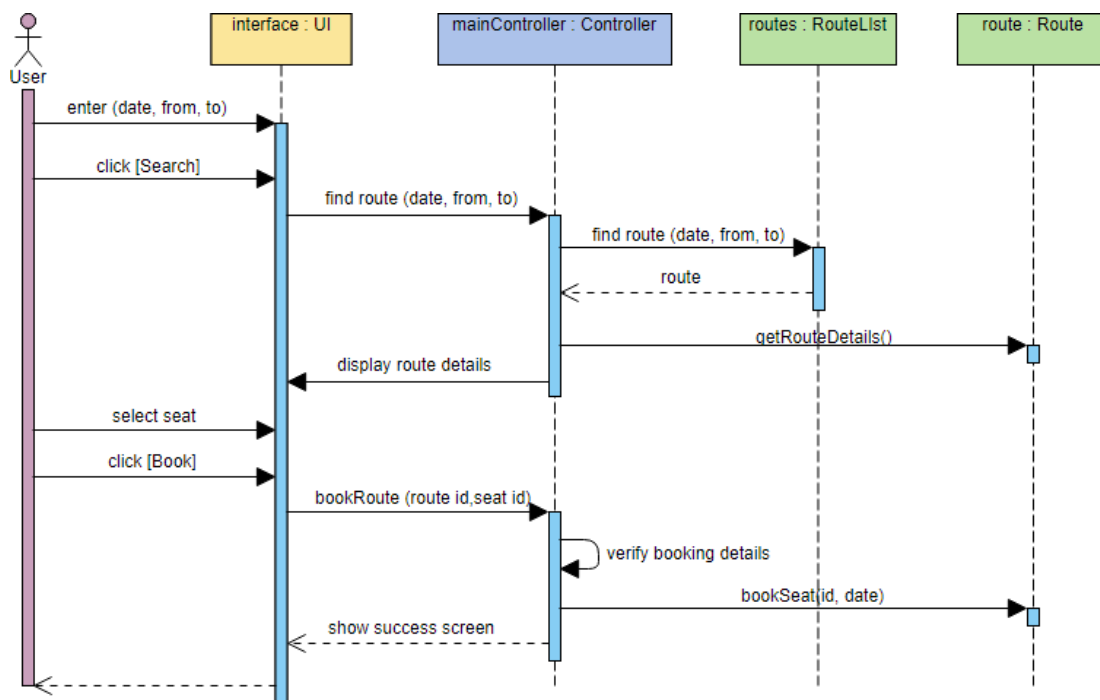 interface : UI
mainController : Controller
routes : RouteLIst
route : Route
User
enter (date, from, to)
click [Search]
find route (date, from, to)
find route (date, from, to)
route
getRouteDetails()
display route details
select seat
click [Book]
bookRoute (route id,seat id)
verify booking details
bookSeat(id, date)
show success screen